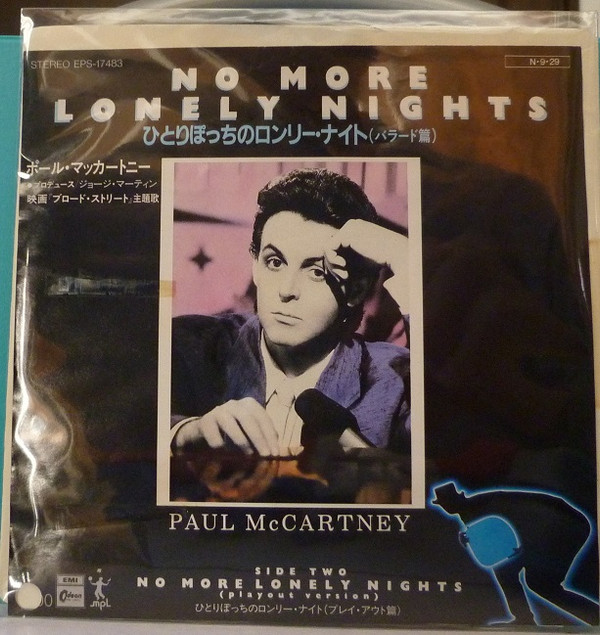 STEREO EPS-17483
N・9・29
NO MORE
LONELY NIGHTS
ひとりぽっちのロンリー・ナイト(バラード篇)
ポール・マッカートニー
●プロデュース/ジョージ・マーティン
映画「ブロード・ストリート」主題歌
PAUL McCARTNEY
SIDE TWO
NO MORE LONELY NIGHTS
(playout version)
ひとりぽっちのロンリー・ナイト(プレイ・アウト篇)
EMI
Odeon
mpl